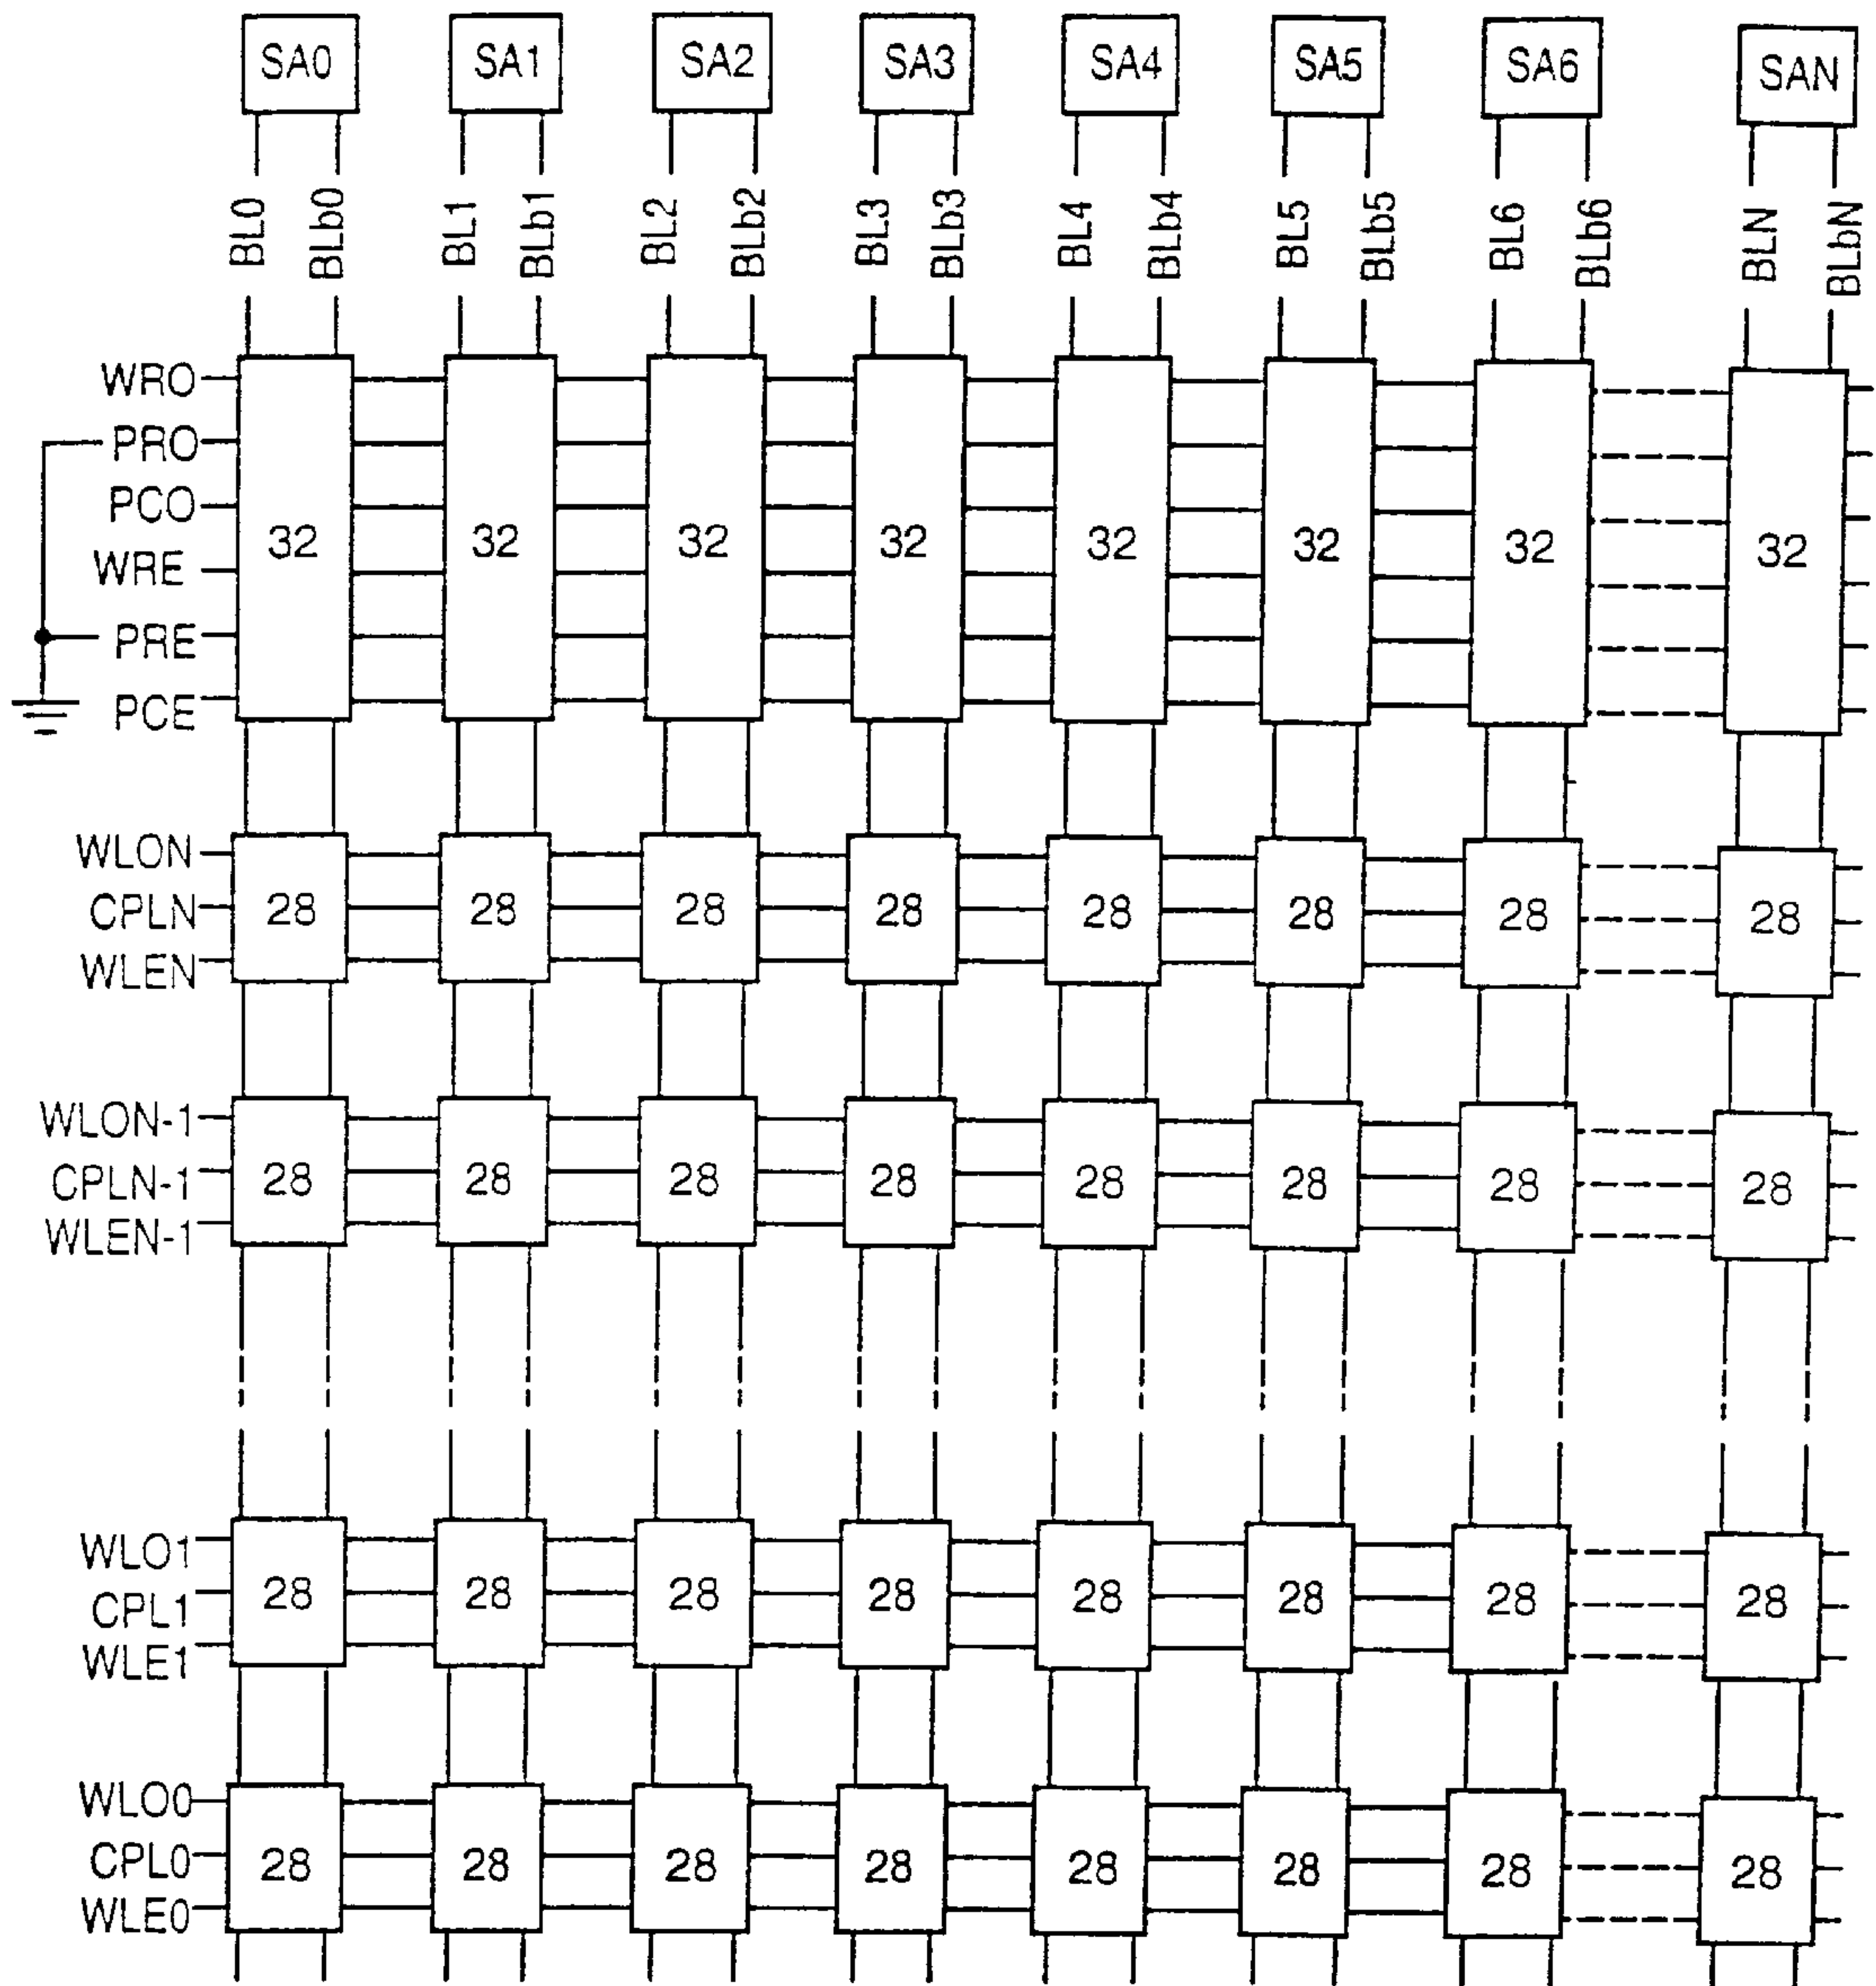 SA0 SA1 SA2 SA3 SA4 SA5 SA6 SAN
BL0 BLb0 BL1 BLb1 BL2 BLb2 BL3 BLb3 BL4 BLb4 BL5 BLb5 BL6 BLb6 BLN BLbN
WRO
PRO
PCO
32 32 32 32 32 32 32 32
WRE
PRE
PCE
WLON
CPLN 28 28 28 28 28 28 28 28
WLEN
WLON-1
CPLN-1 28 28 28 28 28 28 28 28
WLEN-1
WLO1
CPL1 28 28 28 28 28 28 28 28
WLE1
WLO0
CPL0 28 28 28 28 28 28 28 28
WLE0